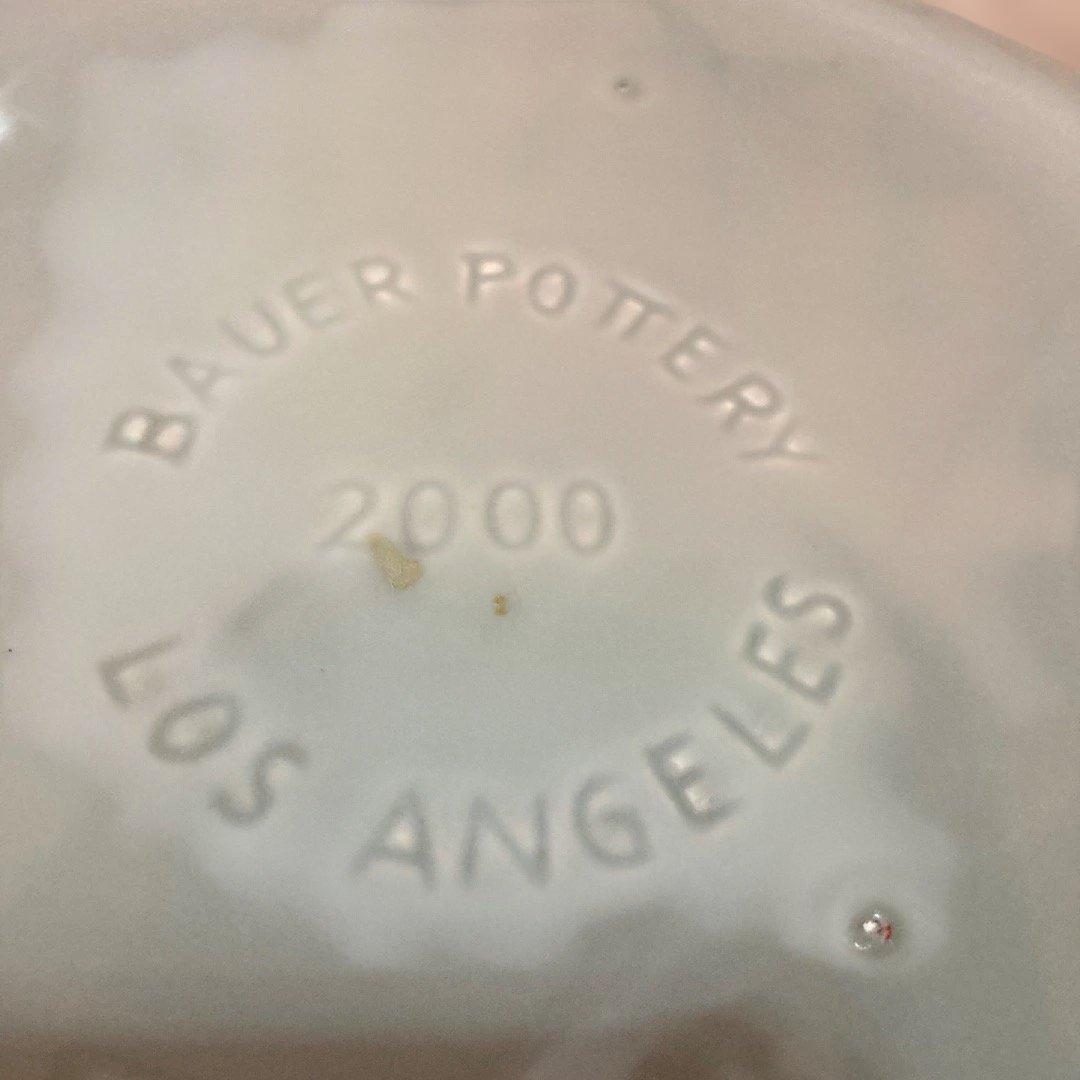 BAUER POTTERY
2000
LOS ANGELES